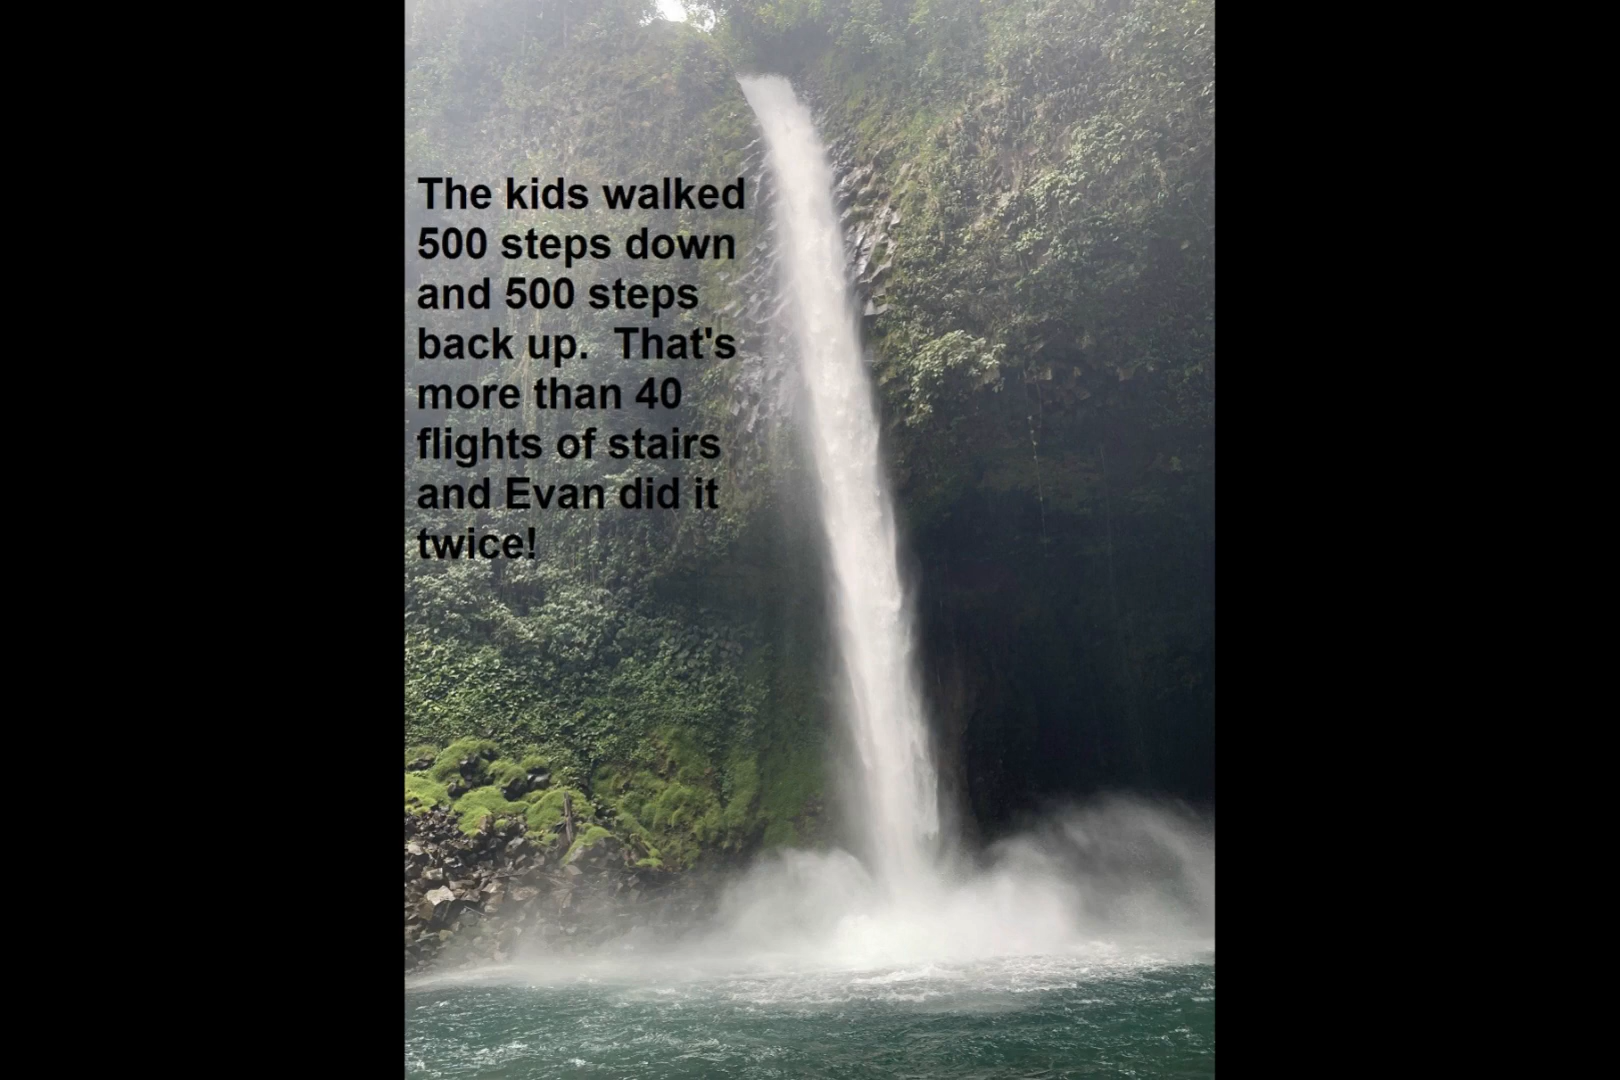 The kids walked
500 steps down
and 500 steps
back up.  That's
more than 40
flights of stairs
and Evan did it
twice!